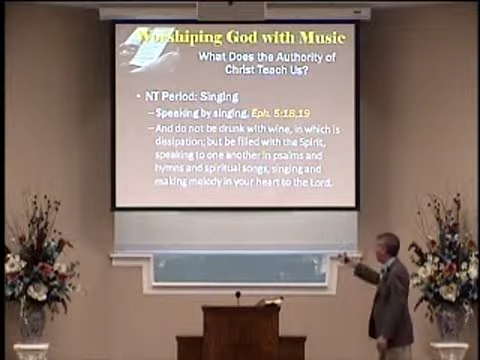 Worshiping God with Music
What Does the Authority of
Christ Teach Us?
• NT Period: Singing
– Speaking by singing, Eph. 5:18,19
– And do not be drunk with wine, in which is
dissipation; but be filled with the Spirit,
speaking to one another in psalms and
hymns and spiritual songs, singing and
making melody in your heart to the Lord.